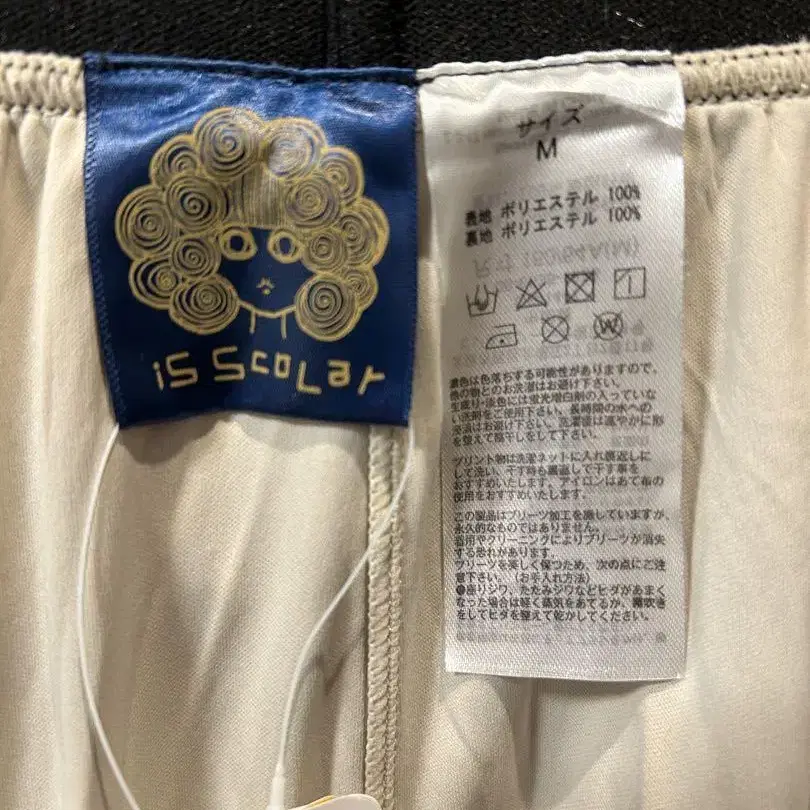 is scoLar
サイズ
M
表地 ポリエステル 100%
裏地 ポリエステル 100%
濃色は色落ちする可能性がありますので、
他の物とのお洗濯はお避け下さい。
生成り・淡色には蛍光増白剤の入っていな
い洗剤をご使用下さい。長時間の水への
浸漬はお避け下さい。洗濯後は速やかに形
を整えて陰干しをして下さい。
プリント物は洗濯ネットに入れ裏返しに
して洗い、干す時も裏返しで干す事を
おすすめいたします。アイロンはあて布の
使用をおすすめいたします。
この製品はプリーツ加工を施していますが、
永久的なものではありません。
着用やクリーニングによりプリーツが消失
する恐れがあります。
プリーツを美しく保つため、次の点にご注
意下さい。(お手入れ方法)
●座りジワ、たたみジワなどヒダがあまく
なった場合は軽く蒸気をあてるか、霧吹き
をしてヒダを整えて乾かしてください。